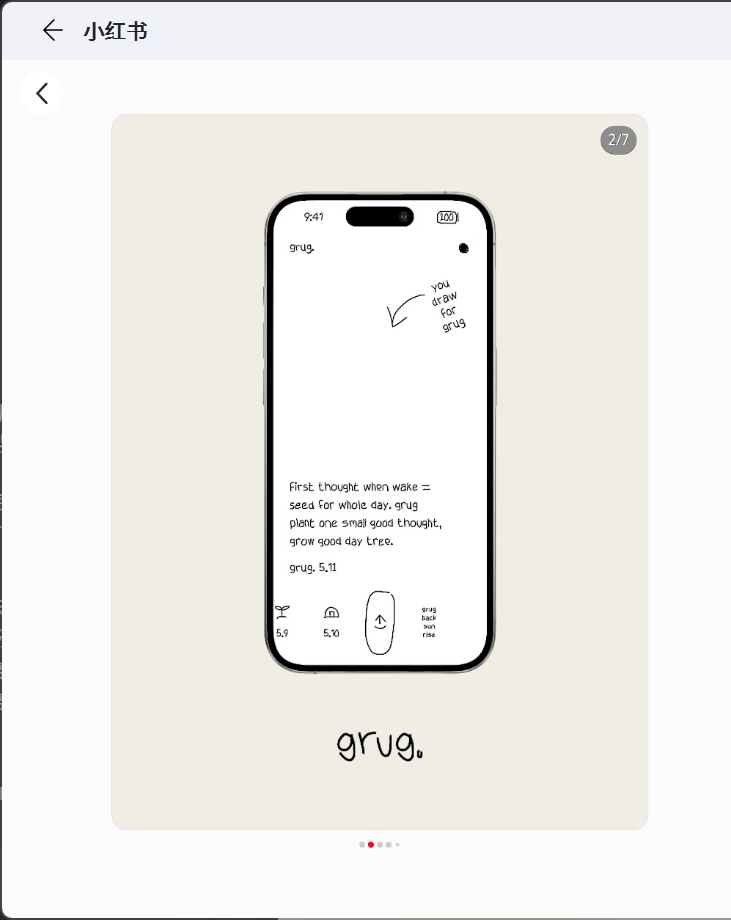 小红书
2/7
9:41
100
grug.
you
draw
for
grug
first thought when wake =
seed for whole day. grug
plant one small good thought,
grow good day tree.
grug. 5.11
5.9
5.10
grug
back
sun
rise
grug.